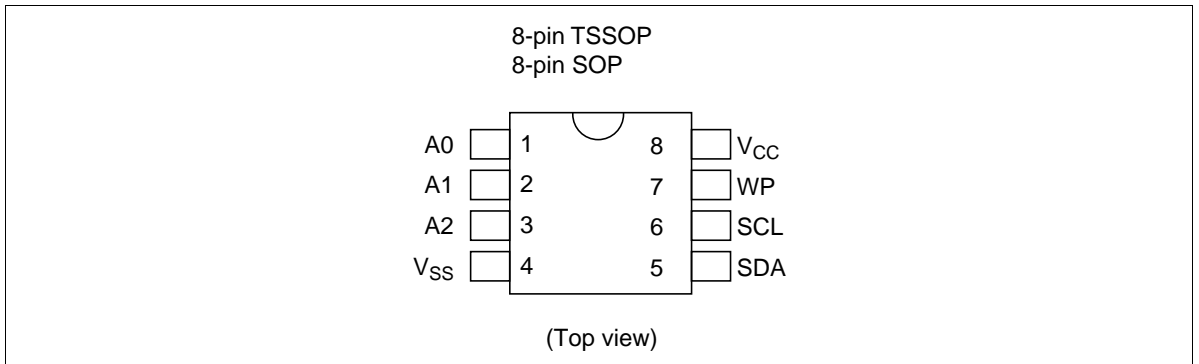 8-pin TSSOP
8-pin SOP
A0 1 8 VCC
A1 2 7 WP
A2 3 6 SCL
VSS 4 5 SDA
(Top view)